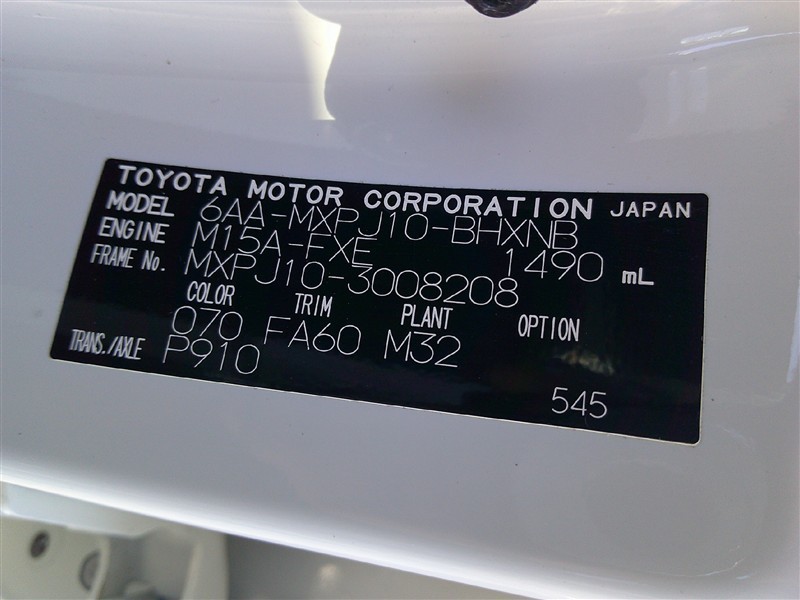 TOYOTA MOTOR CORPORATION JAPAN
MODEL 6AA-MXPJ10-BHXNB
ENGINE M15A-FXE 1490 mL
FRAME No. MXPJ10-3008208
COLOR TRIM PLANT OPTION
070 FA60 M32
TRANS./AXLE P910
545